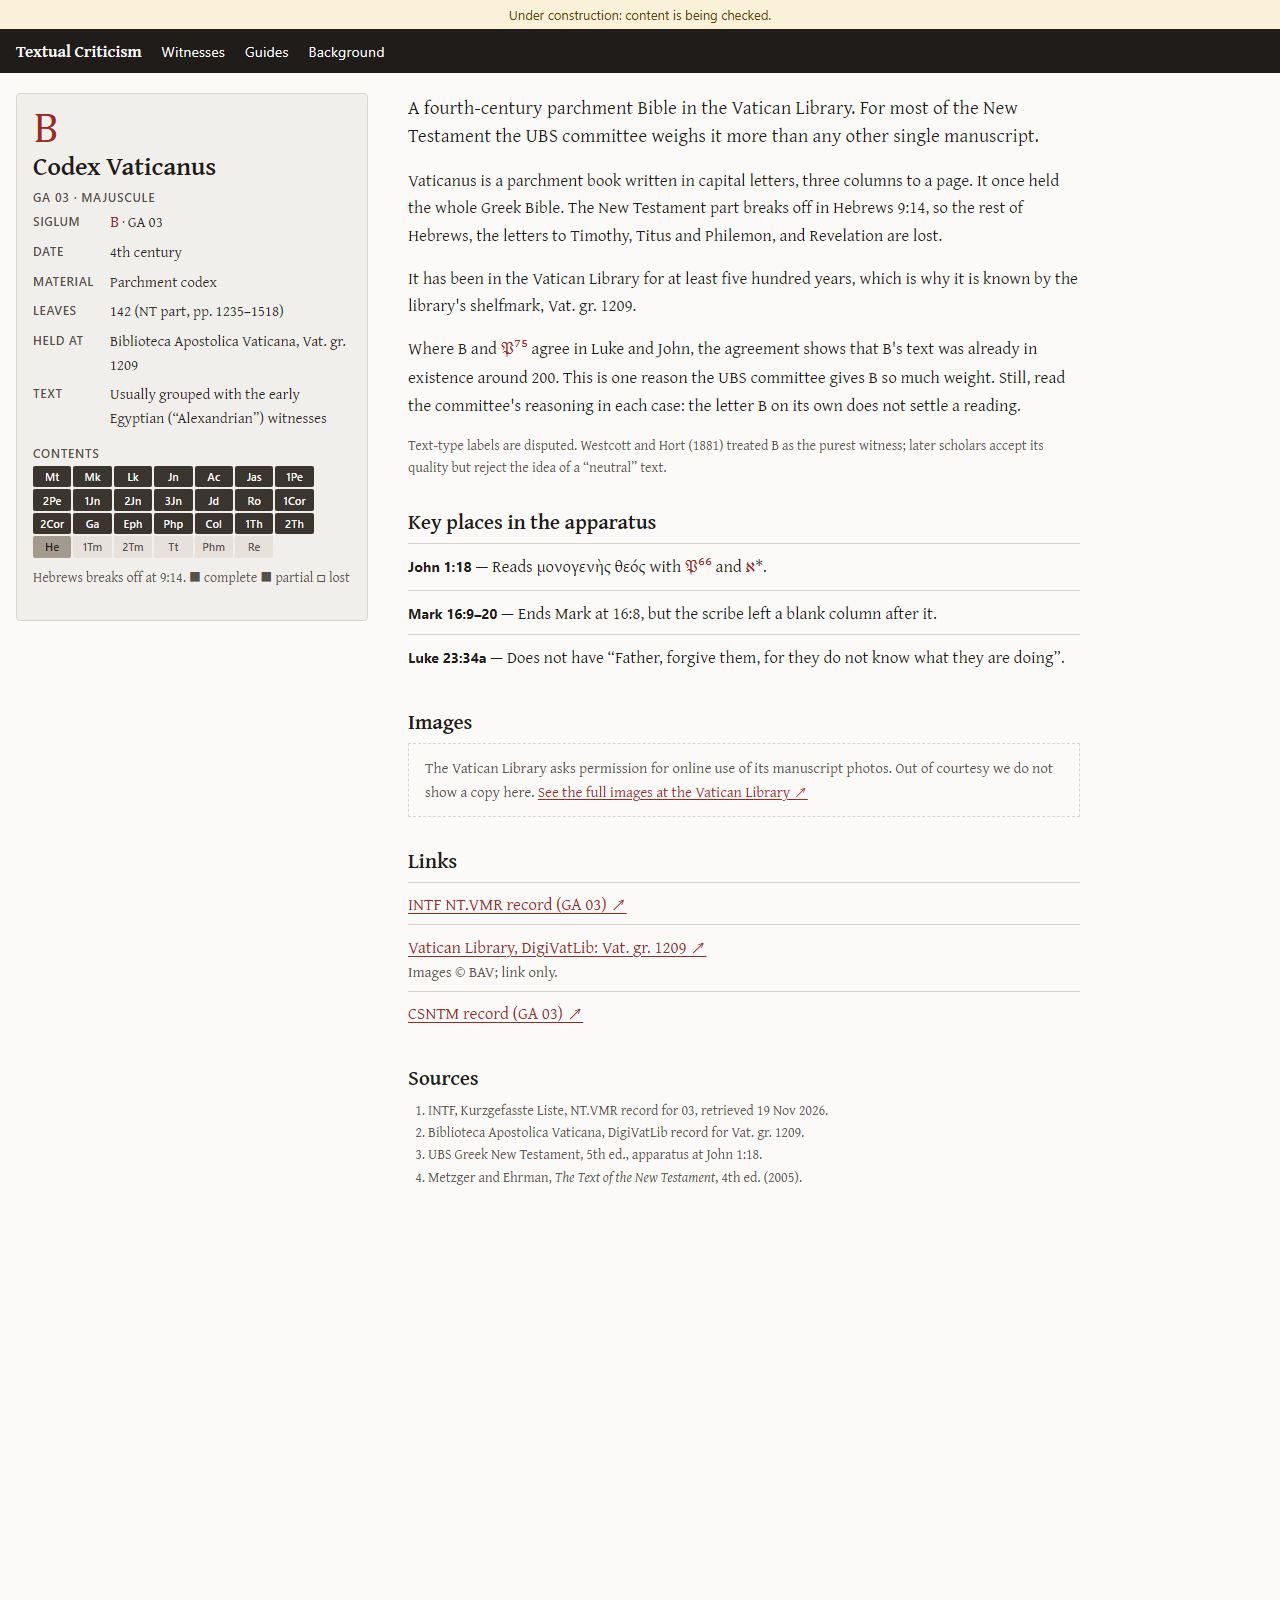 Under construction: content is being checked.
Textual Criticism Witnesses Guides Background
B
Codex Vaticanus
GA 03 · MAJUSCULE
SIGLUM B · GA 03
DATE 4th century
MATERIAL Parchment codex
LEAVES 142 (NT part, pp. 1235–1518)
HELD AT Biblioteca Apostolica Vaticana, Vat. gr.
1209
TEXT Usually grouped with the early
Egyptian (“Alexandrian”) witnesses
CONTENTS
Mt Mk Lk Jn Ac Jas 1Pe
2Pe 1Jn 2Jn 3Jn Jd Ro 1Cor
2Cor Ga Eph Php Col 1Th 2Th
He 1Tm 2Tm Tt Phm Re
Hebrews breaks off at 9:14. ■ complete ■ partial □ lost
A fourth-century parchment Bible in the Vatican Library. For most of the New
Testament the UBS committee weighs it more than any other single manuscript.
Vaticanus is a parchment book written in capital letters, three columns to a page. It once held
the whole Greek Bible. The New Testament part breaks off in Hebrews 9:14, so the rest of
Hebrews, the letters to Timothy, Titus and Philemon, and Revelation are lost.
It has been in the Vatican Library for at least five hundred years, which is why it is known by the
library's shelfmark, Vat. gr. 1209.
Where B and 𝔓⁷⁵ agree in Luke and John, the agreement shows that B's text was already in
existence around 200. This is one reason the UBS committee gives B so much weight. Still, read
the committee's reasoning in each case: the letter B on its own does not settle a reading.
Text-type labels are disputed. Westcott and Hort (1881) treated B as the purest witness; later scholars accept its
quality but reject the idea of a “neutral” text.
Key places in the apparatus
John 1:18 — Reads μονογενὴς θεός with 𝔓⁶⁶ and ℵ*.
Mark 16:9–20 — Ends Mark at 16:8, but the scribe left a blank column after it.
Luke 23:34a — Does not have “Father, forgive them, for they do not know what they are doing”.
Images
The Vatican Library asks permission for online use of its manuscript photos. Out of courtesy we do not
show a copy here. See the full images at the Vatican Library ↗
Links
INTF NT.VMR record (GA 03) ↗
Vatican Library, DigiVatLib: Vat. gr. 1209 ↗
Images © BAV; link only.
CSNTM record (GA 03) ↗
Sources
1. INTF, Kurzgefasste Liste, NT.VMR record for 03, retrieved 19 Nov 2026.
2. Biblioteca Apostolica Vaticana, DigiVatLib record for Vat. gr. 1209.
3. UBS Greek New Testament, 5th ed., apparatus at John 1:18.
4. Metzger and Ehrman, The Text of the New Testament, 4th ed. (2005).